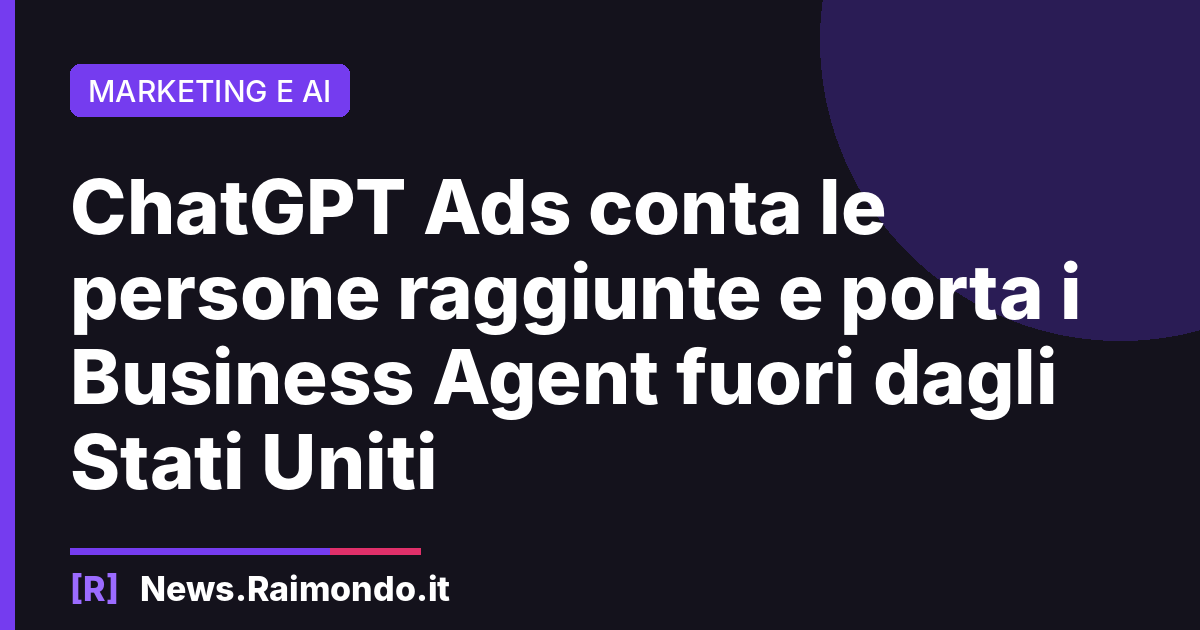 MARKETING E AI
ChatGPT Ads conta le
persone raggiunte e porta i
Business Agent fuori dagli
Stati Uniti
[R] News.Raimondo.it